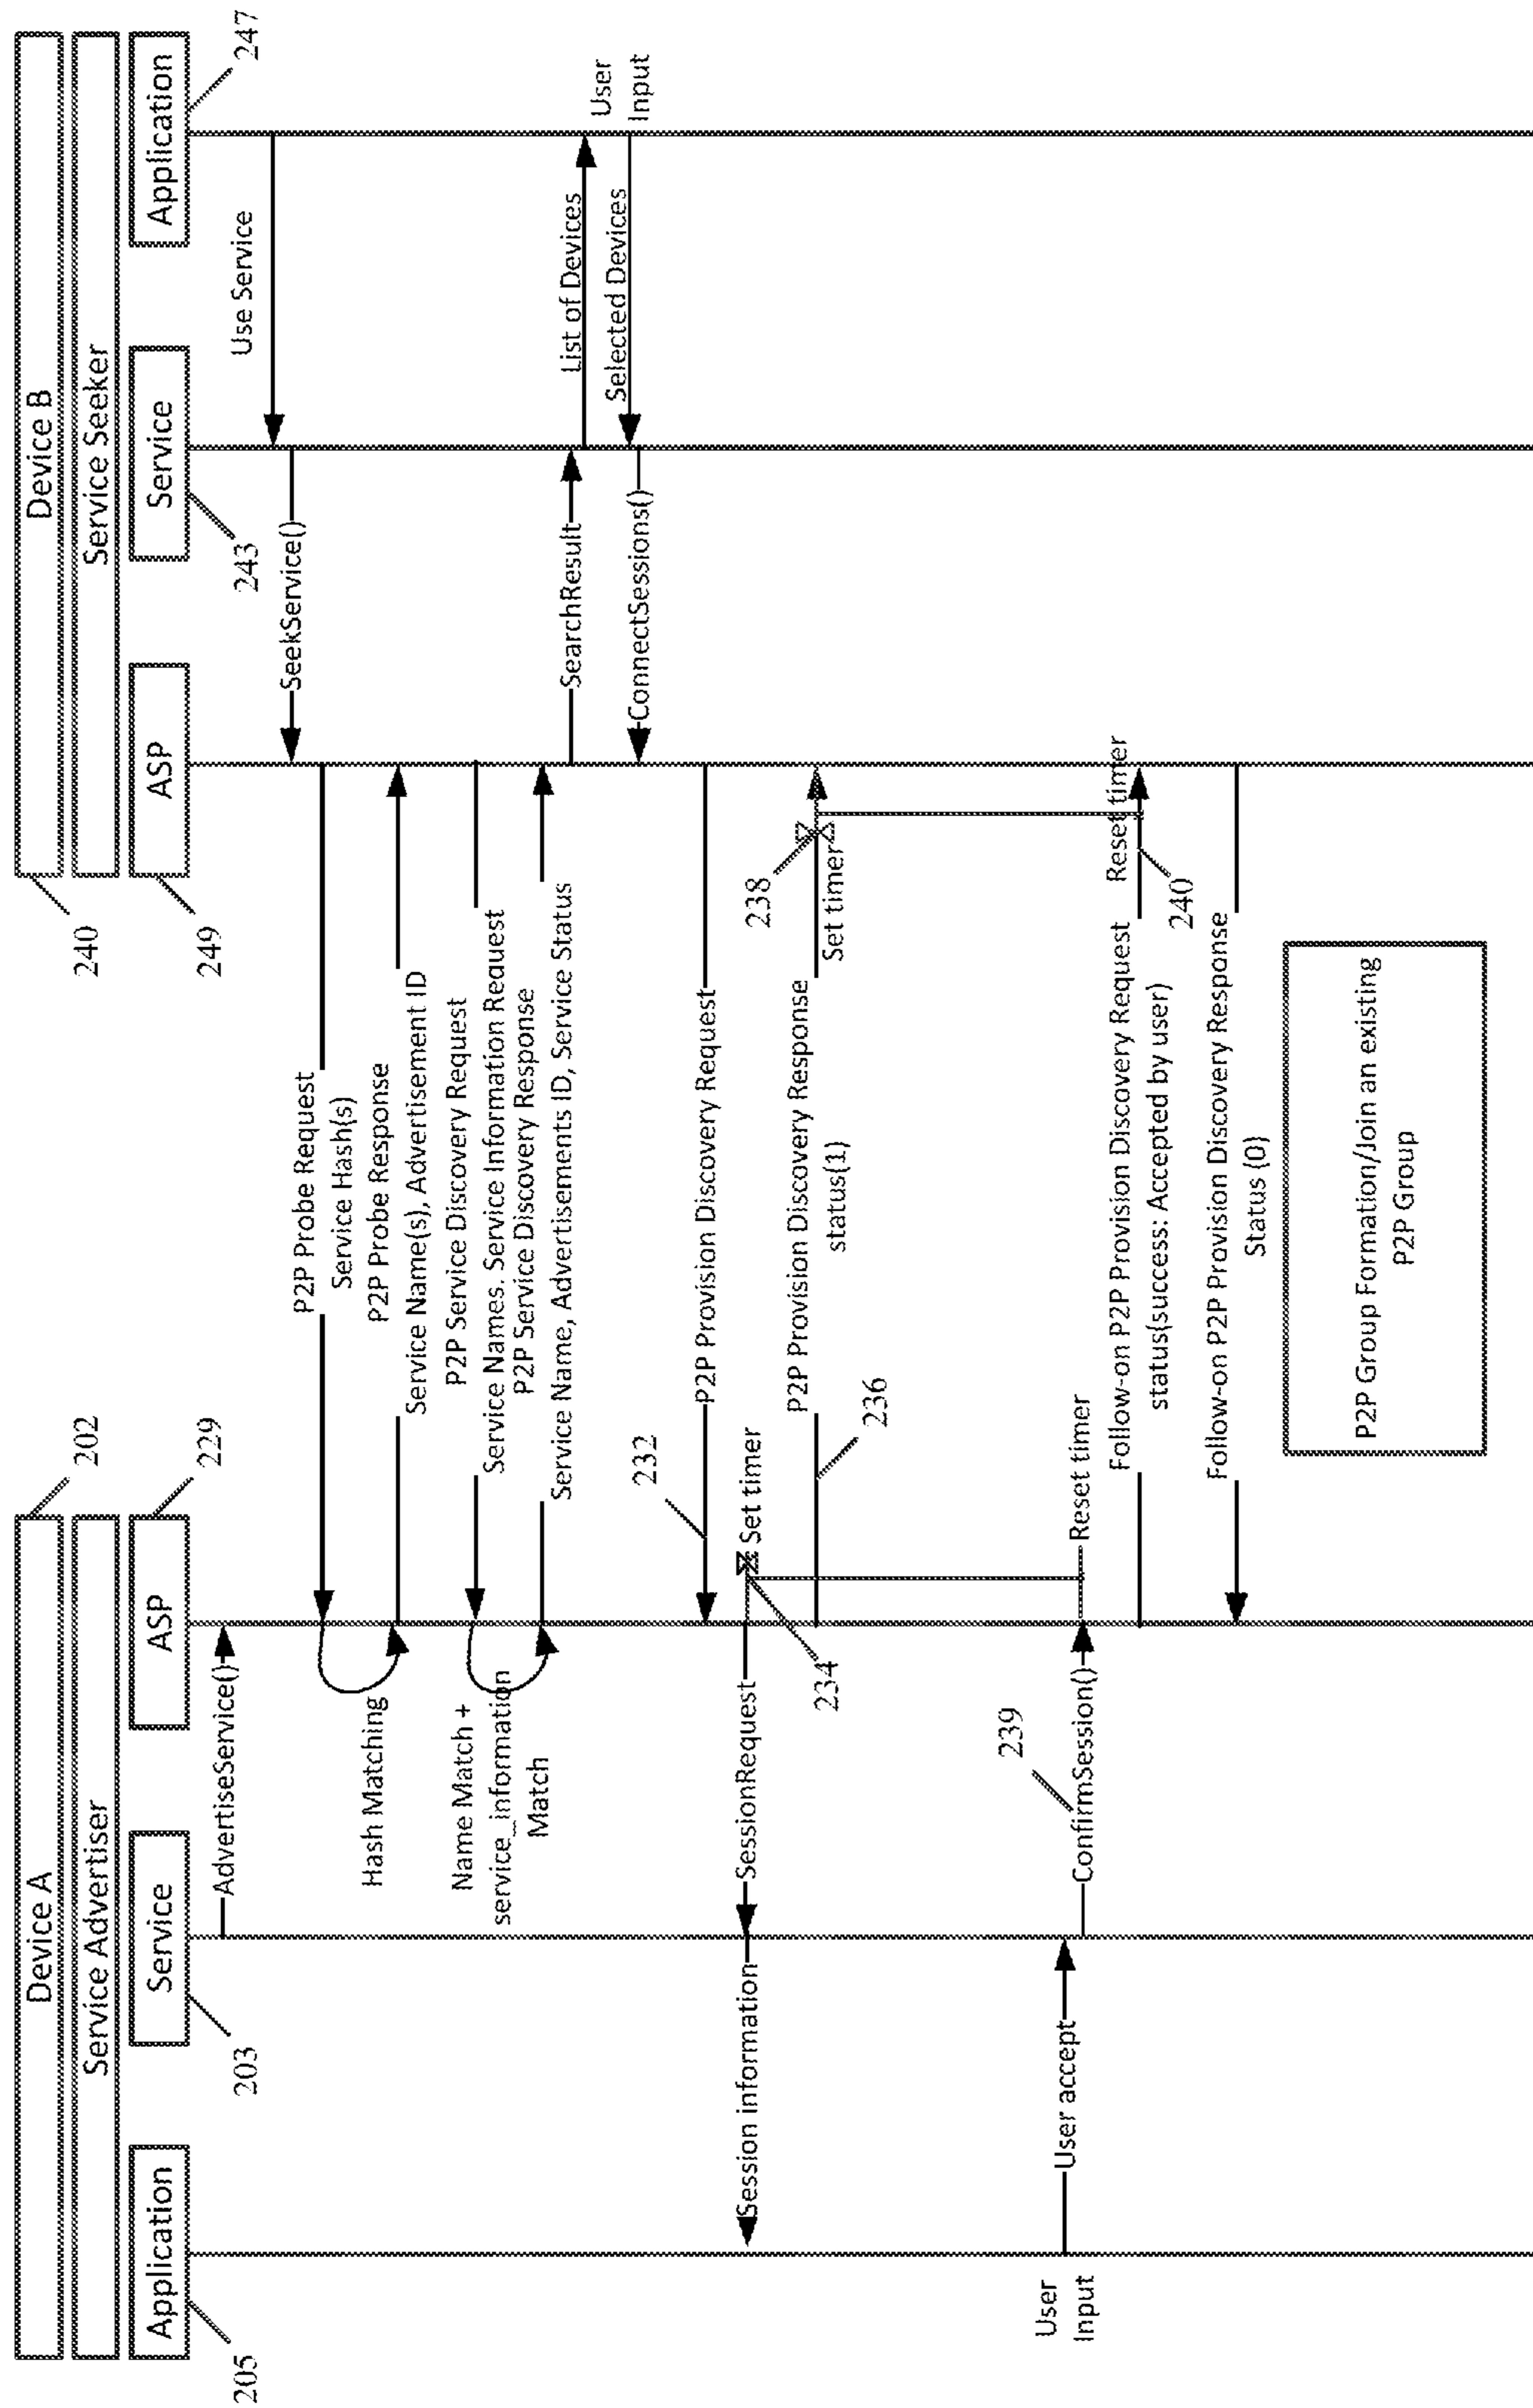 Device A
202
Device B
240
Service Advertiser
Service Seeker
Application
205
Service
203
ASP
229
ASP
249
Service
243
Application
247
AdvertiseService()
Use Service
SeekService()
P2P Probe Request
Service Hash(s)
Hash Matching
P2P Probe Response
Service Name(s), Advertisement ID
P2P Service Discovery Request
Service Names. Service Information Request
Name Match +
service_information
Match
P2P Service Discovery Response
Service Name, Advertisements ID, Service Status
SearchResult
List of Devices
User
Input
Selected Devices
ConnectSessions()
232
P2P Provision Discovery Request
Set timer
234
SessionRequest
Session information
P2P Provision Discovery Response
status(1)
236
238
Set timer
User
Input
User accept
239
ConfirmSession()
Reset timer
Follow-on P2P Provision Discovery Request
status(success: Accepted by user)
Reset timer
240
Follow-on P2P Provision Discovery Response
Status (0)
P2P Group Formation/Join an existing
P2P Group